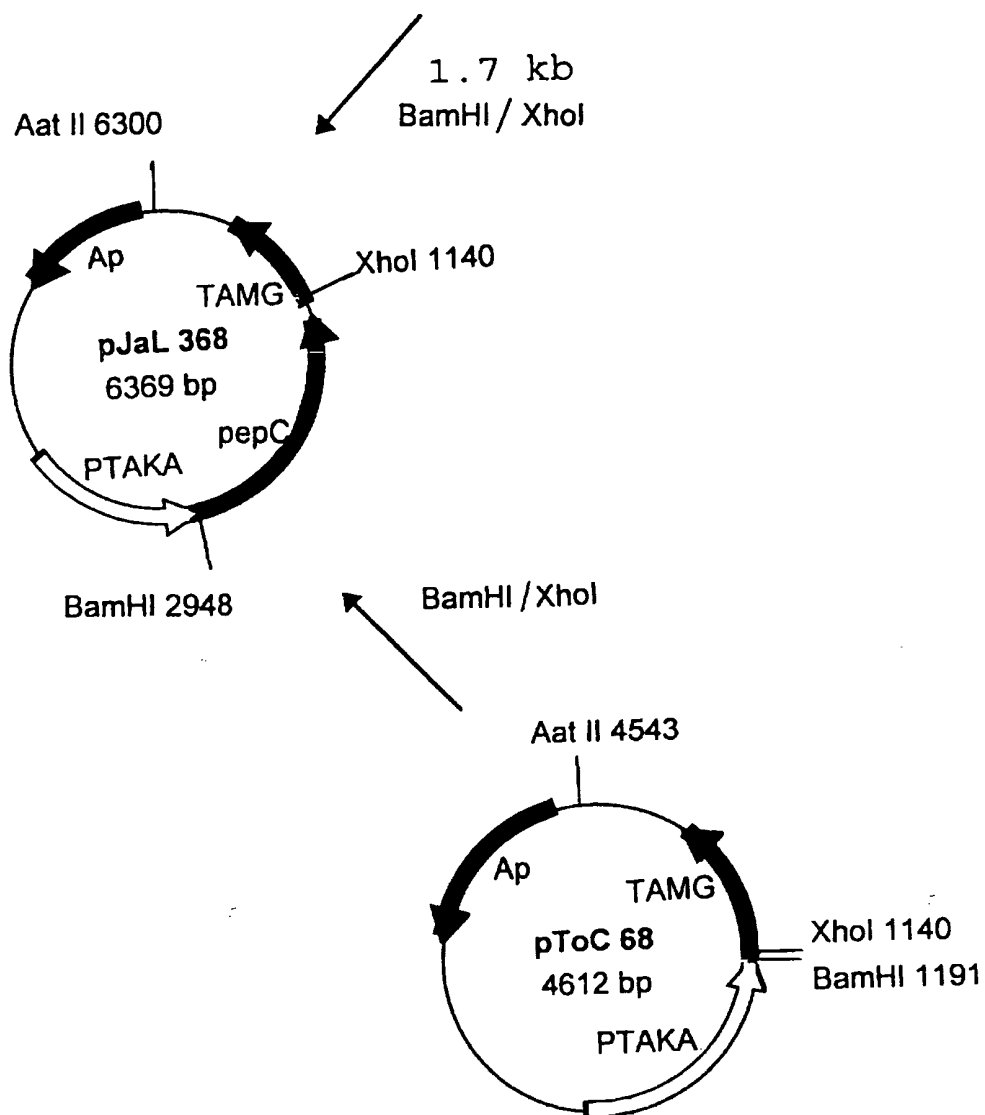 1.7 kb
BamHI / XhoI
Aat II 6300
Ap
XhoI 1140
TAMG
pJaL 368
6369 bp
pepC
PTAKA
BamHI 2948
BamHI / XhoI
Aat II 4543
Ap
TAMG
pToC 68
4612 bp
XhoI 1140
BamHI 1191
PTAKA